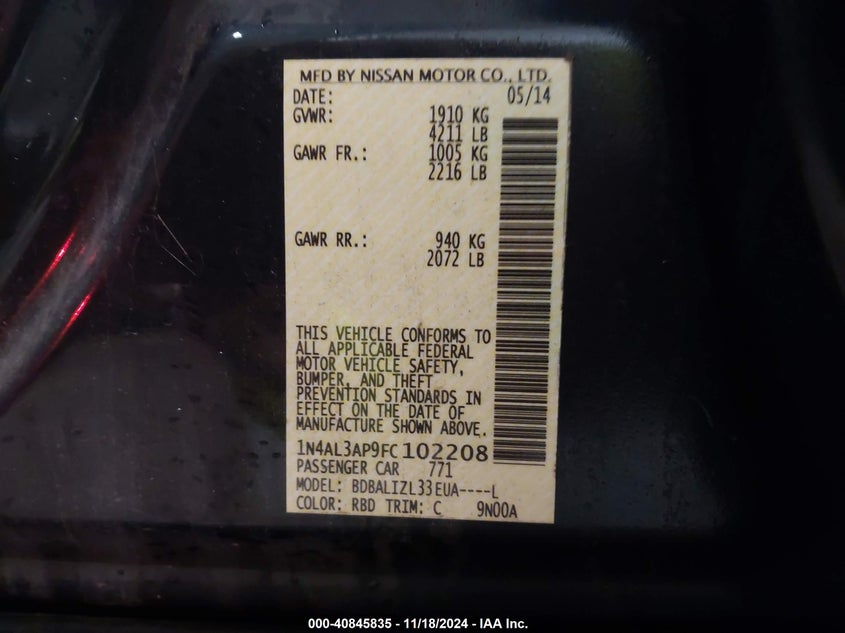 MFD BY NISSAN MOTOR CO., LTD.
DATE: 05/14
GVWR: 1910 KG
4211 LB
GAWR FR.: 1005 KG
2216 LB
GAWR RR.: 940 KG
2072 LB
THIS VEHICLE CONFORMS TO
ALL APPLICABLE FEDERAL
MOTOR VEHICLE SAFETY,
BUMPER, AND THEFT
PREVENTION STANDARDS IN
EFFECT ON THE DATE OF
MANUFACTURE SHOWN ABOVE.
1N4AL3AP9FC102208
PASSENGER CAR 771
MODEL: BDBALIZL33EUA----L
COLOR: RBD TRIM: C 9N00A
000-40845835 - 11/18/2024 - IAA Inc.